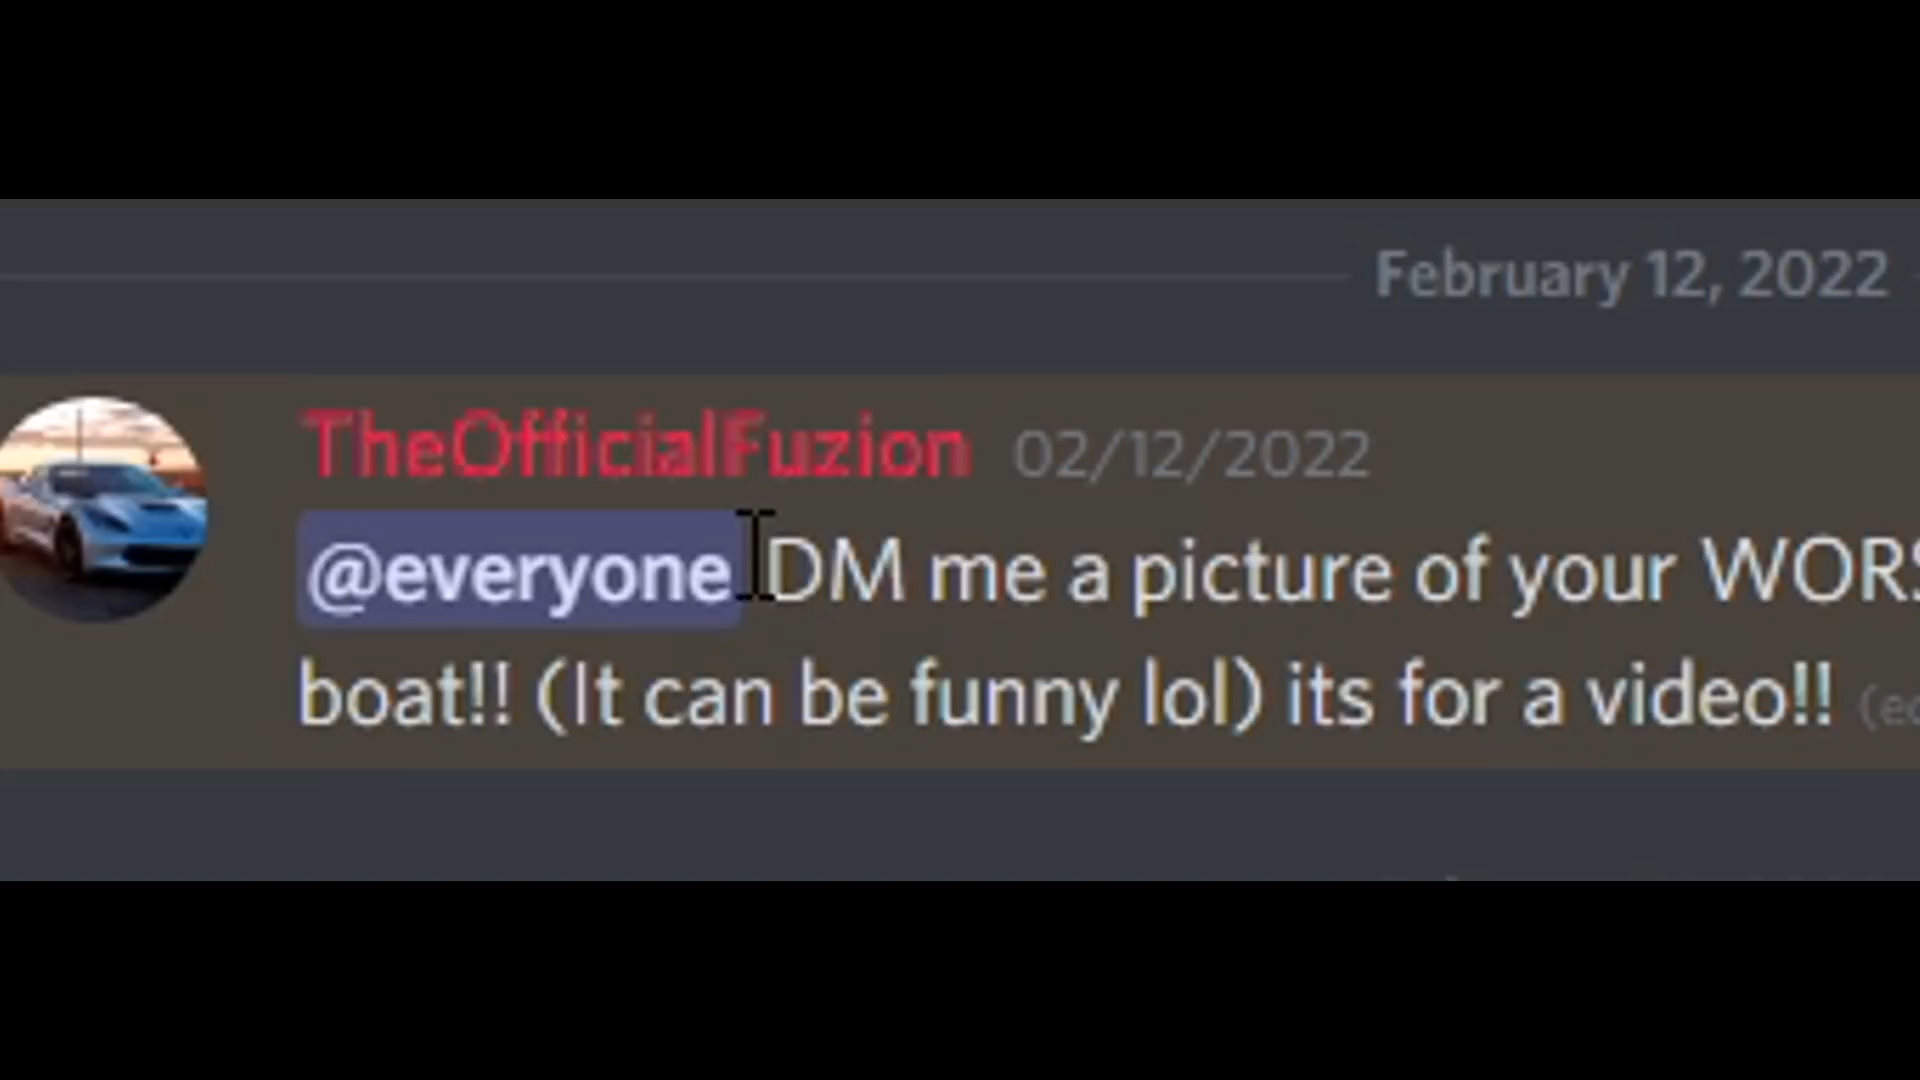 February 12, 2022
TheOfficialFuzion 02/12/2022
@everyone DM me a picture of your
boat!! (It can be funny lol) its for a video!!